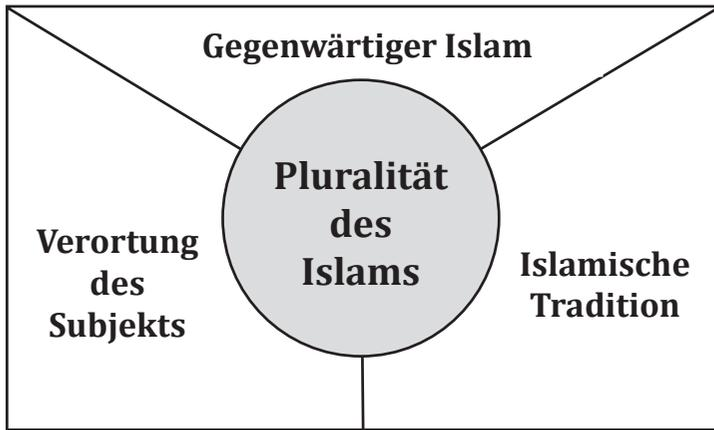 Gegenwärtiger Islam
Pluralität
des
Islams
Verortung
des
Subjekts
Islamische
Tradition